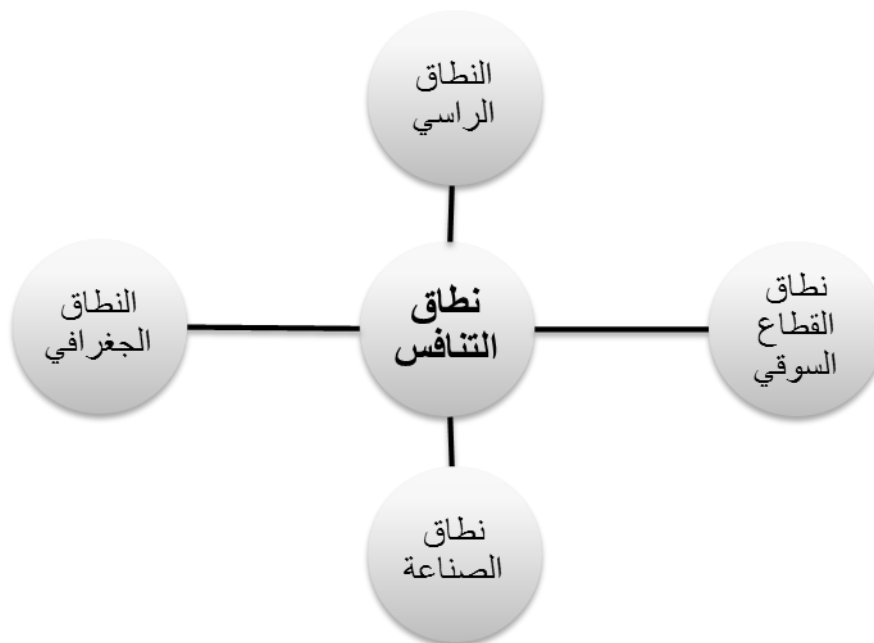 النطاق
الراسي
نطاق
القطاع
السوقي
نطاق
التنافس
النطاق
الجغرافي
نطاق
الصناعة